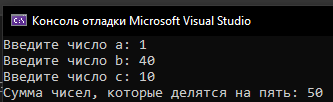 Консоль отладки Microsoft Visual Studio
Введите число a: 1
Введите число b: 40
Введите число c: 10
Сумма чисел, которые делятся на пять: 50